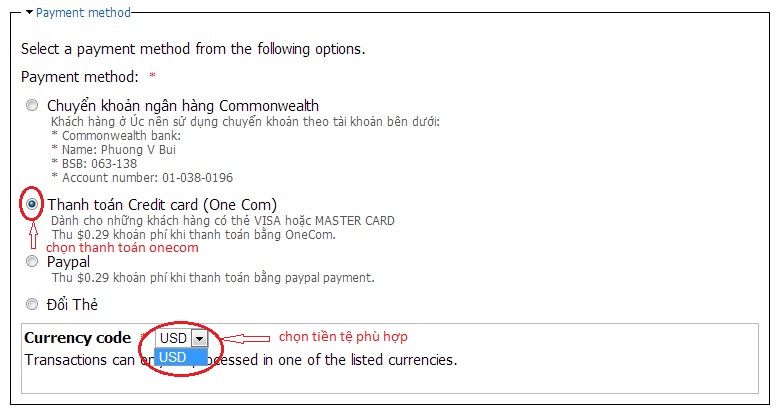 Payment method
Select a payment method from the following options.
Payment method: *
Chuyển khoản ngân hàng Commonwealth
Khách hàng ở Úc nên sử dụng chuyển khoản theo tài khoản bên dưới:
* Commonwealth bank:
* Name: Phuong V Bui
* BSB: 063-138
* Account number: 01-038-0196
Thanh toán Credit card (One Com)
Dành cho những khách hàng có thẻ VISA hoặc MASTER CARD
Thu $0.29 khoản phí khi thanh toán bằng OneCom.
chọn thanh toán onecom
Paypal
Thu $0.29 khoản phí khi thanh toán bằng paypal payment.
Đổi Thẻ
Currency code * USD chọn tiền tệ phù hợp
USD
Transactions can processed in one of the listed currencies.